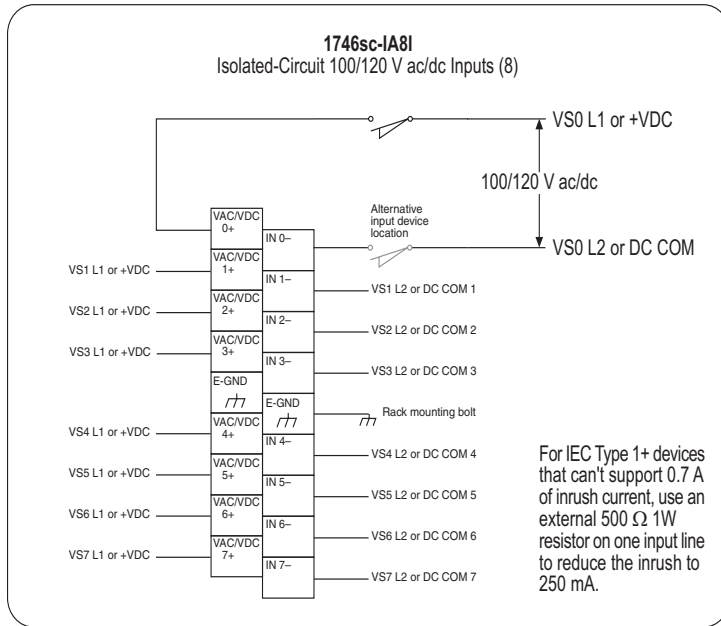 1746sc-IA8I
Isolated-Circuit 100/120 V ac/dc Inputs (8)
VS0 L1 or +VDC
100/120 V ac/dc
Alternative
input device
location
VS0 L2 or DC COM
VAC/VDC
0+
IN 0–
VS1 L1 or +VDC
VAC/VDC
1+
IN 1–
VS1 L2 or DC COM 1
VS2 L1 or +VDC
VAC/VDC
2+
IN 2–
VS2 L2 or DC COM 2
VS3 L1 or +VDC
VAC/VDC
3+
IN 3–
VS3 L2 or DC COM 3
E-GND
E-GND
Rack mounting bolt
VS4 L1 or +VDC
VAC/VDC
4+
IN 4–
VS4 L2 or DC COM 4
VS5 L1 or +VDC
VAC/VDC
5+
IN 5–
VS5 L2 or DC COM 5
VS6 L1 or +VDC
VAC/VDC
6+
IN 6–
VS6 L2 or DC COM 6
VS7 L1 or +VDC
VAC/VDC
7+
IN 7–
VS7 L2 or DC COM 7
For IEC Type 1+ devices
that can't support 0.7 A
of inrush current, use an
external 500 Ω 1W
resistor on one input line
to reduce the inrush to
250 mA.